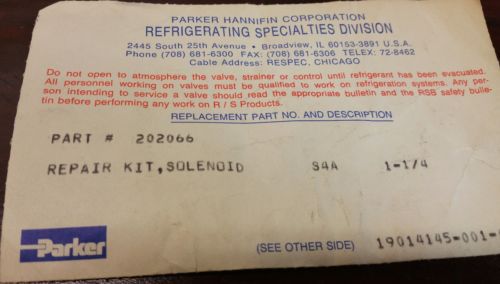 PARKER HANNIFIN CORPORATION
REFRIGERATING SPECIALTIES DIVISION
2445 South 25th Avenue • Broadview, IL 60153-3891 U.S.A.
Phone (708) 681-6300 FAX: (708) 681-6306 TELEX: 72-8462
Cable Address: RESPEC, CHICAGO
Do not open to atmosphere the valve, strainer or control until refrigerant has been evacuated.
All personnel working on valves must be qualified to work on refrigeration systems. Any per-
son intending to service a valve should read the appropriate bulletin and the RSB safety bulle-
tin before performing any work on R / S Products.
REPLACEMENT PART NO. AND DESCRIPTION
PART # 202066
REPAIR KIT, SOLENOID S4A 1-1/4
Parker
(SEE OTHER SIDE) 19014145-001-